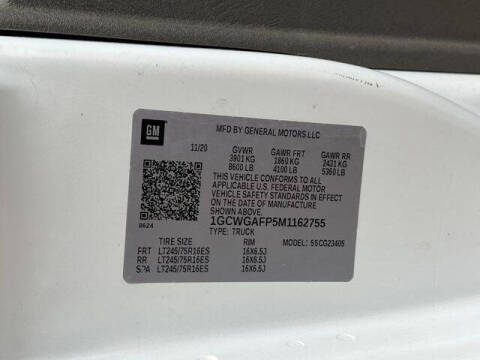 GM
MFD BY GENERAL MOTORS LLC
11/20 GVWR GAWR FRT GAWR RR
3901 KG 1860 KG 2431 KG
8600 LB 4100 LB 5360 LB
THIS VEHICLE CONFORMS TO ALL
APPLICABLE U.S. FEDERAL MOTOR
VEHICLE SAFETY STANDARDS IN EFFECT
ON THE DATE OF MANUFACTURE
SHOWN ABOVE.
1GCWGAFP5M1162755
8624
TYPE: TRUCK
TIRE SIZE RIM MODEL: 55CG23405
FRT LT245/75R16ES 16X6.5J
RR LT245/75R16ES 16X6.5J
SPA LT245/75R16ES 16X6.5J